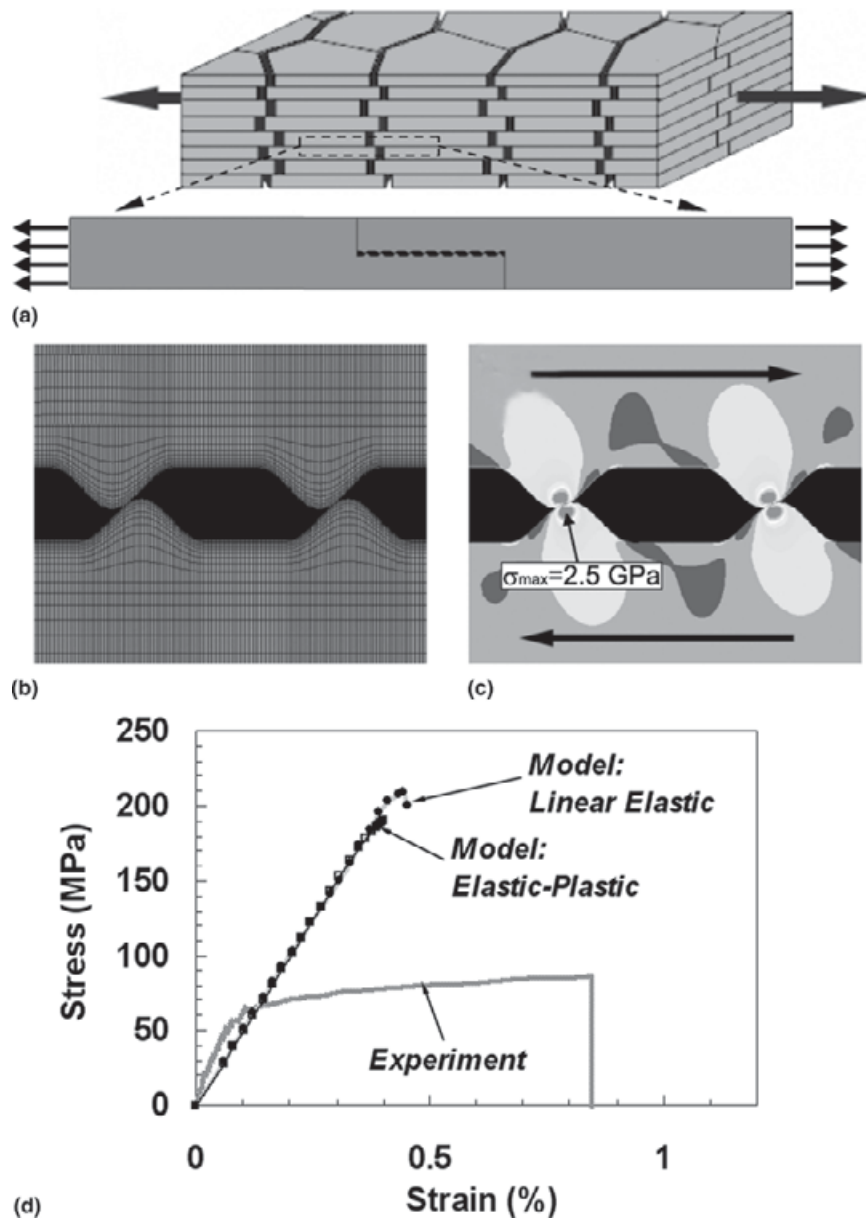 (a)
σmax=2.5 GPa
(b)
(c)
250
200
150
100
50
0
Stress (MPa)
Model:
Linear Elastic
Model:
Elastic-Plastic
Experiment
0
0.5
1
Strain (%)
(d)